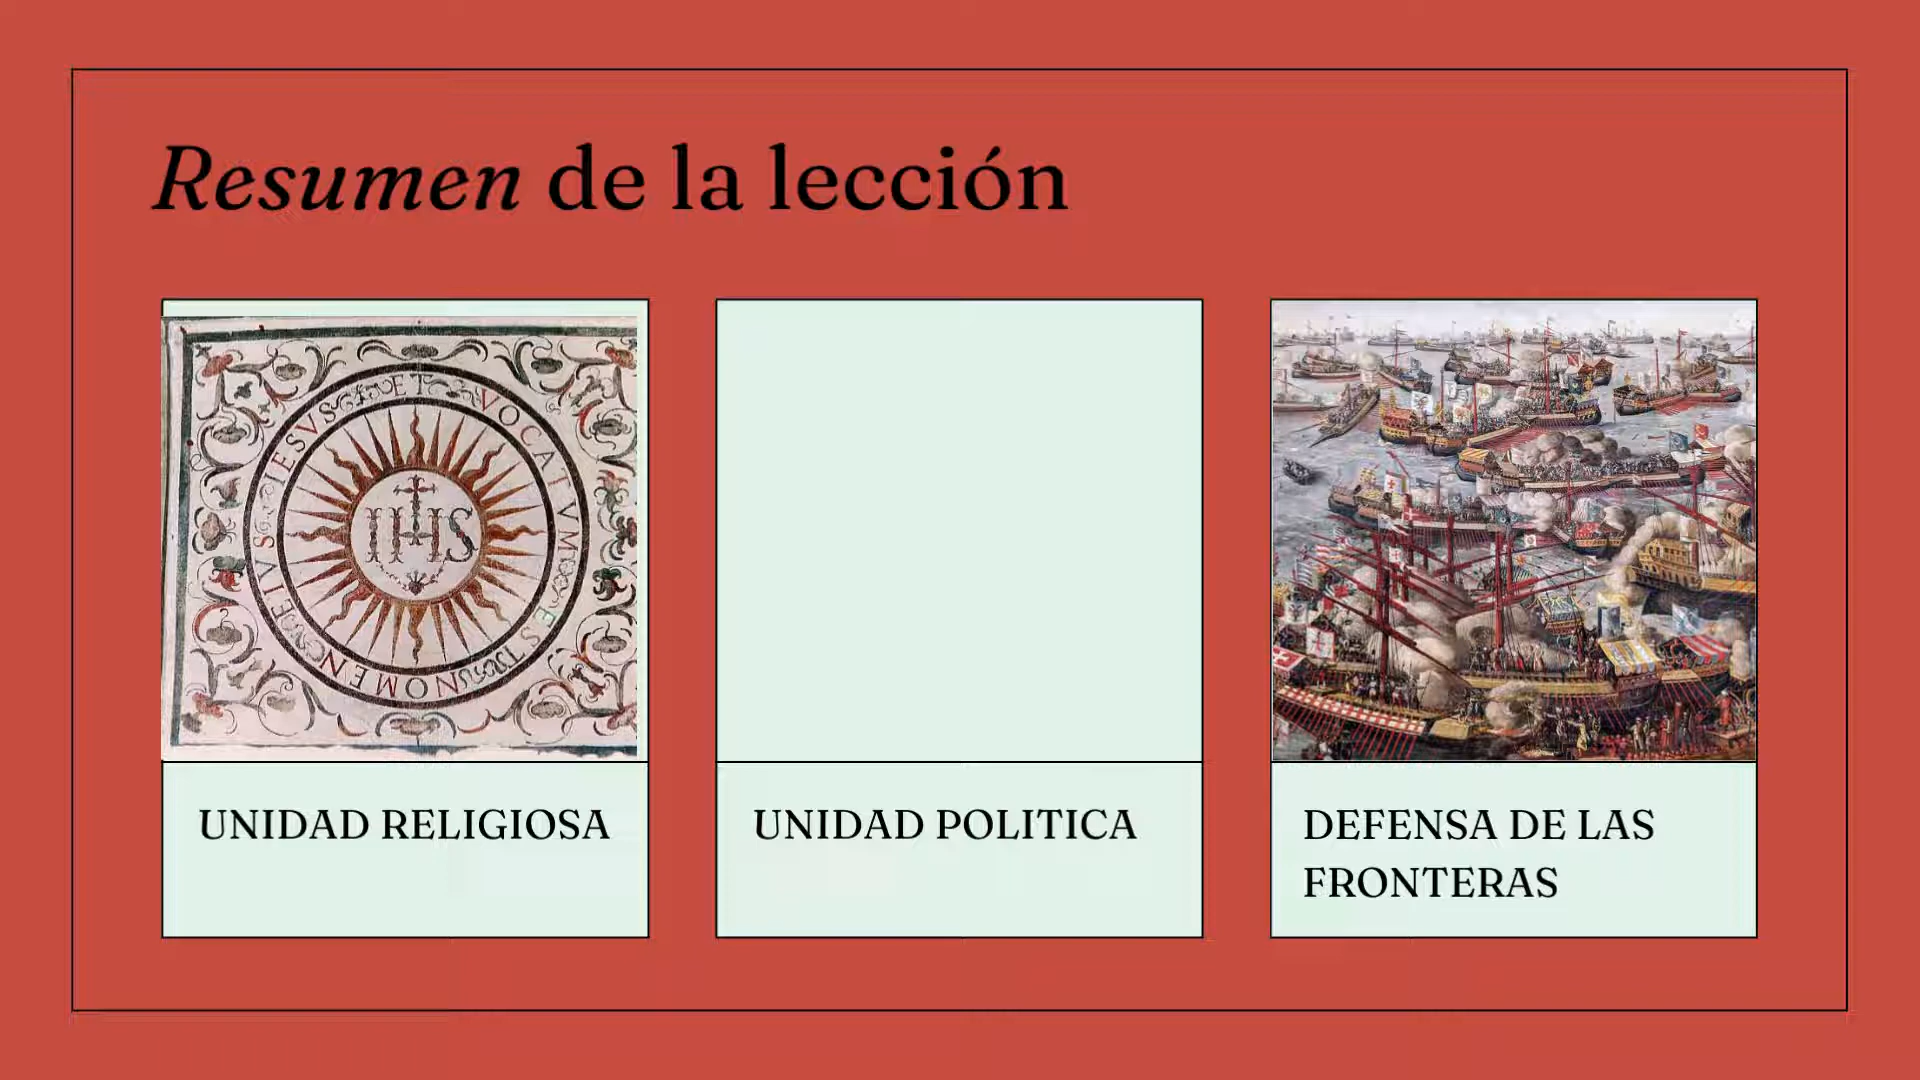 Resumen de la lección
IHS
ET VOCATVM EST NOMEN EIVS IESVS
UNIDAD RELIGIOSA
UNIDAD POLITICA
DEFENSA DE LAS
FRONTERAS